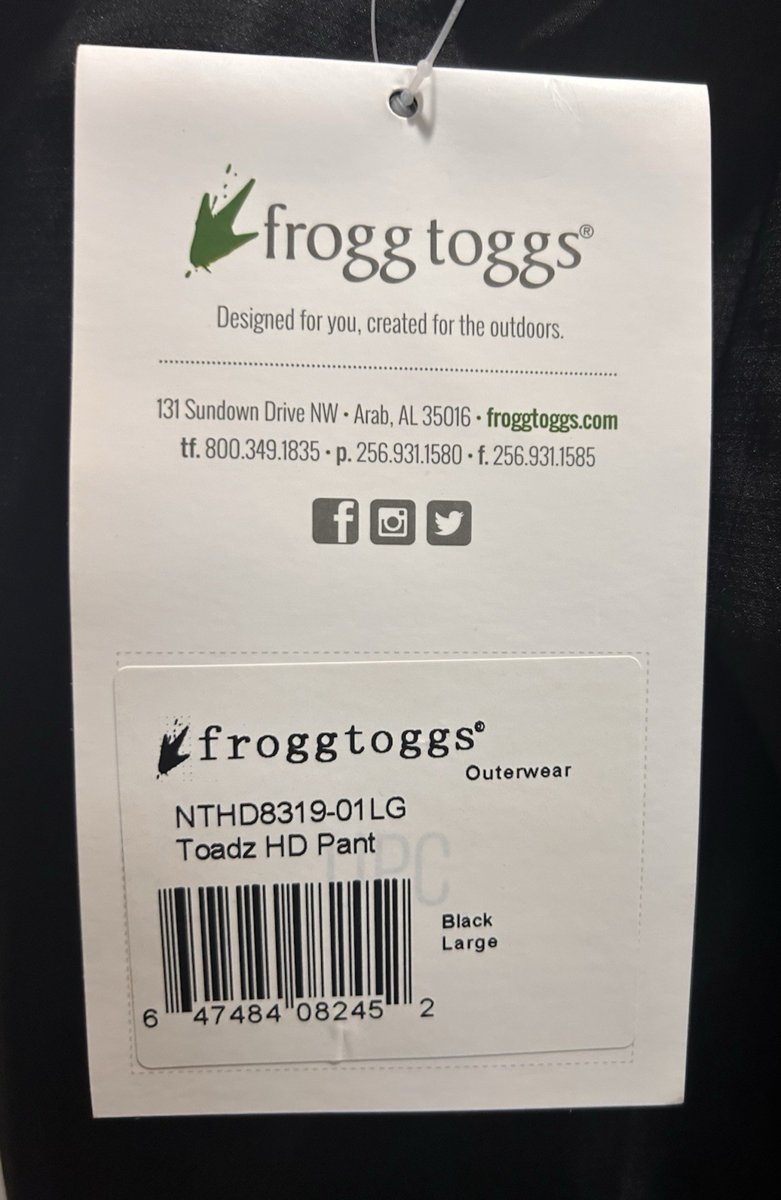 frogg toggs®
Designed for you, created for the outdoors.
131 Sundown Drive NW • Arab, AL 35016 • froggtoggs.com
tf. 800.349.1835 • p. 256.931.1580 • f. 256.931.1585
froggtoggs®
Outerwear
NTHD8319-01LG
Toadz HD Pant
UPC
Black
Large
6 47484 08245 2